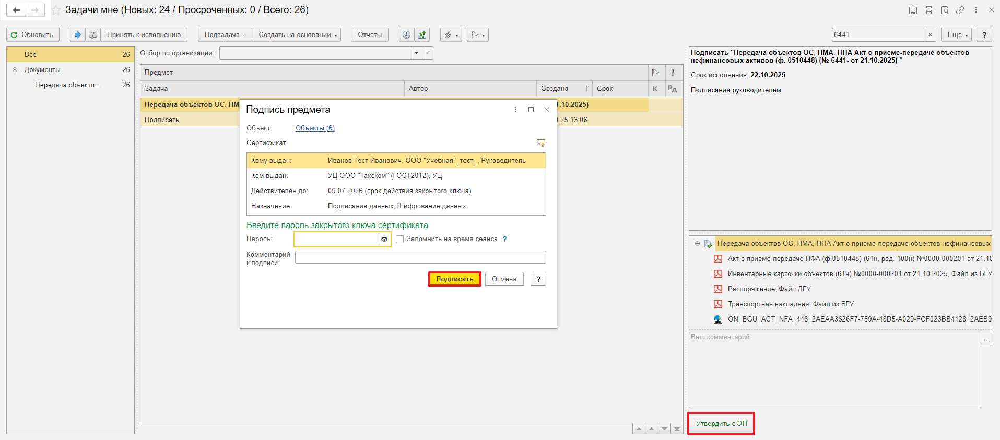 Задачи мне (Новых: 24 / Просроченных: 0 / Всего: 26)
Обновить
Принять к исполнению
Подзадача...
Создать на основании
Отчеты
6441
×
Еще
?
Все 26
Документы 26
Передача объекто... 26
Отбор по организации:
Предмет
Задача Автор Создана ↑ Срок К Рд
Передача объектов ОС, НМ
.10.2025)
Подписать
.25 13:06
Подпись предмета
Объект: Объекты (6)
Сертификат:
Кому выдан: Иванов Тест Иванович, ООО "Учебная"_тест_, Руководитель
Кем выдан: УЦ ООО "Такском" (ГОСТ2012), УЦ
Действителен до: 09.07.2026 (срок действия закрытого ключа)
Назначение: Подписание данных, Шифрование данных
Введите пароль закрытого ключа сертификата
Пароль: Запомнить на время сеанса ?
Комментарий
к подписи:
Подписать Отмена ?
Подписать "Передача объектов ОС, НМА, НПА Акт о приеме-передаче объектов
нефинансовых активов (ф. 0510448) (№ 6441- от 21.10.2025) "
Срок исполнения: 22.10.2025
Подписание руководителем
Передача объектов ОС, НМА, НПА Акт о приеме-передаче объектов нефинансовых
Акт о приеме-передаче НФА (ф.0510448) (61н, ред. 100н) №0000-000201 от 21.10
Инвентарные карточки объектов (61н) №0000-000201 от 21.10.2025, Файл из БГУ
Распоряжение, Файл ДГУ
Транспортная накладная, Файл из БГУ
ON_BGU_ACT_NFA_448_2AEAA3626F7-759A-48D5-A029-FCF023BB4128_2AEB9
Ваш комментарий
...
Утвердить с ЭП